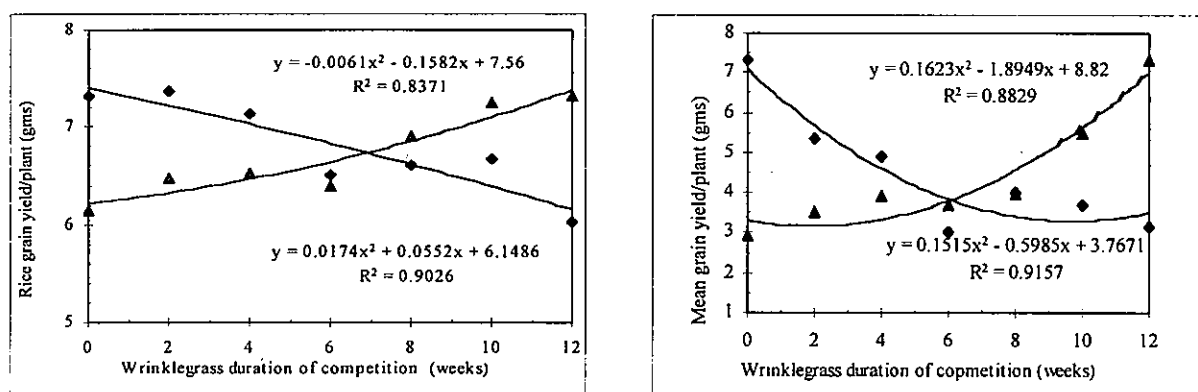 8
7
6
5
Rice grain yield/plant (gms)
y = -0.0061x² - 0.1582x + 7.56
R² = 0.8371
y = 0.0174x² + 0.0552x + 6.1486
R² = 0.9026
0 2 4 6 8 10 12
Wrinklegrass duration of competition (weeks)
8
7
6
5
4
3
2
1
Mean grain yield/plant (gms)
y = 0.1623x² - 1.8949x + 8.82
R² = 0.8829
y = 0.1515x² - 0.5985x + 3.7671
R² = 0.9157
0 2 4 6 8 10 12
Wrinklegrass duration of copmetition (weeks)